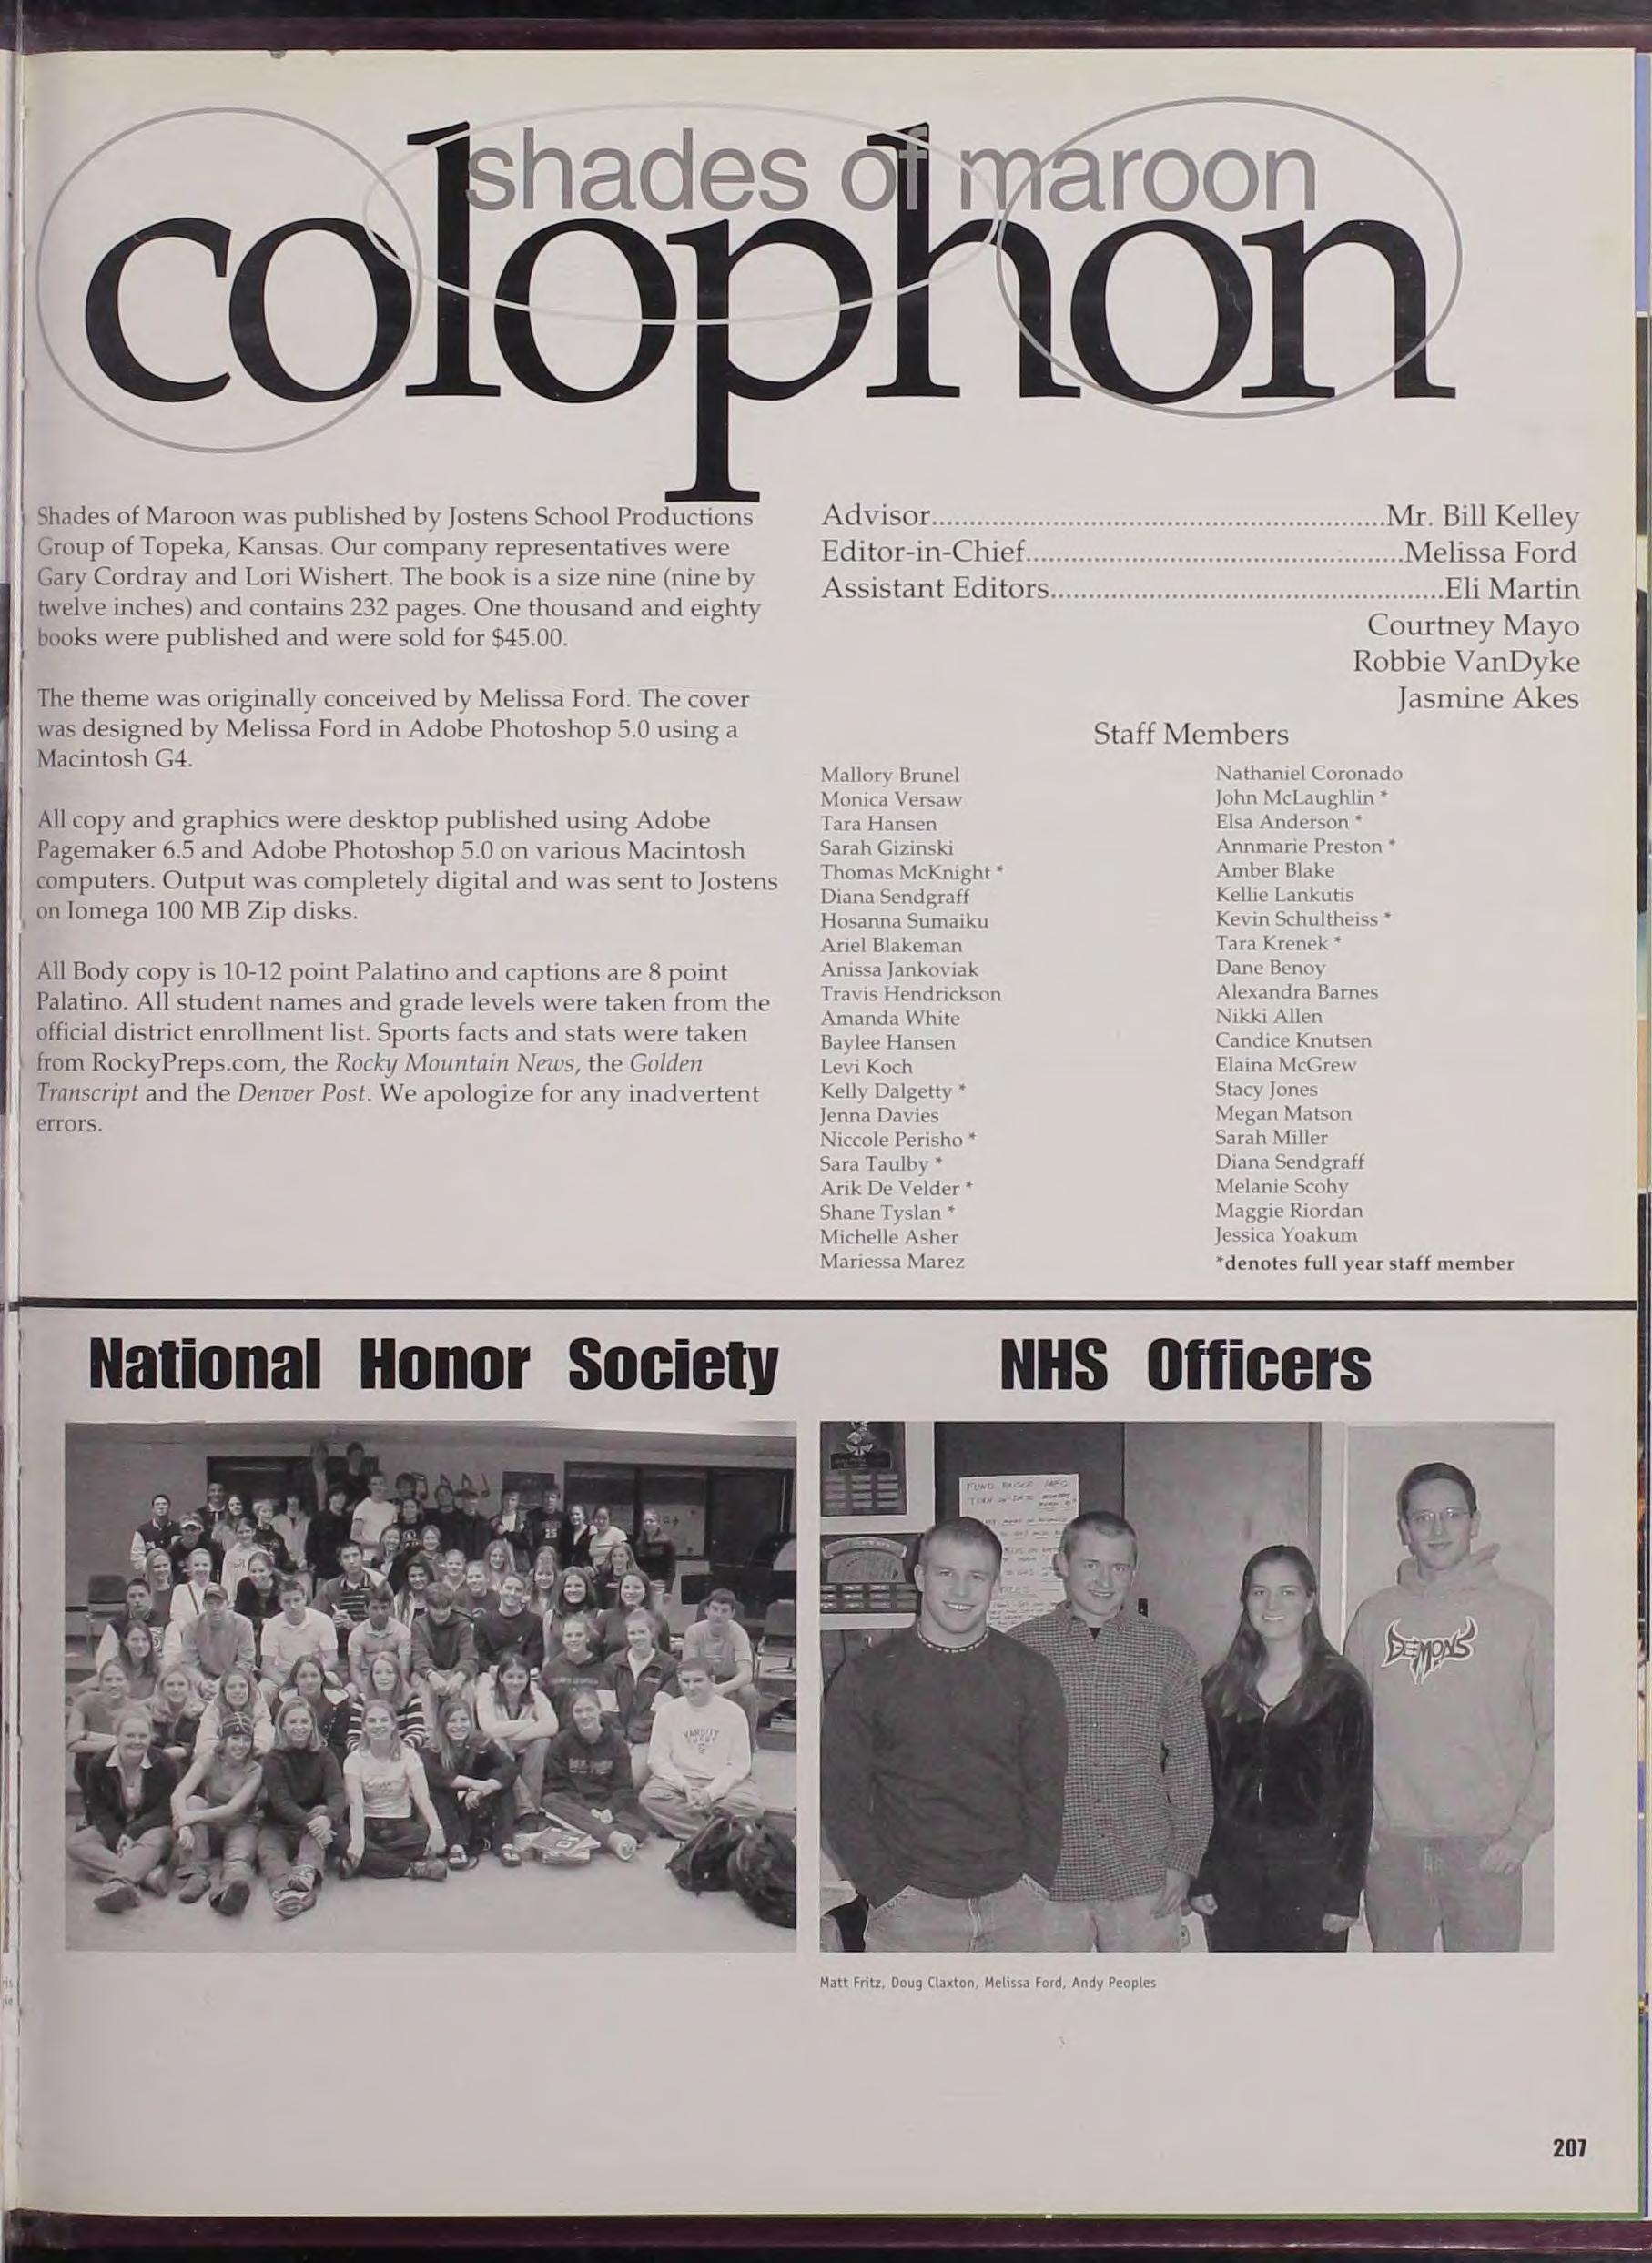 shades of maroon
colophon
Shades of Maroon was published by Jostens School Productions
Group of Topeka, Kansas. Our company representatives were
Gary Cordray and Lori Wishert. The book is a size nine (nine by
twelve inches) and contains 232 pages. One thousand and eighty
books were published and were sold for $45.00.
The theme was originally conceived by Melissa Ford. The cover
was designed by Melissa Ford in Adobe Photoshop 5.0 using a
Macintosh G4.
All copy and graphics were desktop published using Adobe
Pagemaker 6.5 and Adobe Photoshop 5.0 on various Macintosh
computers. Output was completely digital and was sent to Jostens
on Iomega 100 MB Zip disks.
All Body copy is 10-12 point Palatino and captions are 8 point
Palatino. All student names and grade levels were taken from the
official district enrollment list. Sports facts and stats were taken
from RockyPreps.com, the Rocky Mountain News, the Golden
Transcript and the Denver Post. We apologize for any inadvertent
errors.
Advisor............................................................Mr. Bill Kelley
Editor-in-Chief..................................................Melissa Ford
Assistant Editors....................................................Eli Martin
Courtney Mayo
Robbie VanDyke
Jasmine Akes
Staff Members
Mallory Brunel
Monica Versaw
Tara Hansen
Sarah Gizinski
Thomas McKnight *
Diana Sendgraff
Hosanna Sumaiku
Ariel Blakeman
Anissa Jankoviak
Travis Hendrickson
Amanda White
Baylee Hansen
Levi Koch
Kelly Dalgetty *
Jenna Davies
Niccole Perisho *
Sara Taulby *
Arik De Velder *
Shane Tyslan *
Michelle Asher
Mariessa Marez
Nathaniel Coronado
John McLaughlin *
Elsa Anderson *
Annmarie Preston *
Amber Blake
Kellie Lankutis
Kevin Schultheiss *
Tara Krenek *
Dane Benoy
Alexandra Barnes
Nikki Allen
Candice Knutsen
Elaina McGrew
Stacy Jones
Megan Matson
Sarah Miller
Diana Sendgraff
Melanie Scohy
Maggie Riordan
Jessica Yoakum
*denotes full year staff member
National Honor Society
NHS Officers
VARSITY
FUND RAISER INFO
DEMONS
Matt Fritz, Doug Claxton, Melissa Ford, Andy Peoples
207